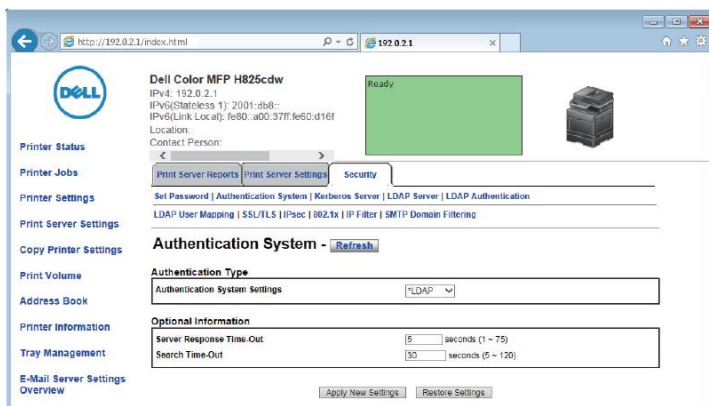 http://192.0.2.1/index.html
192.0.2.1
DELL
Dell Color MFP H825cdw
IPv4: 192.0.2.1
IPv6(Stateless 1): 2001:db8::
IPv6(Link Local): fe80::a00:37ff:fe60:d16f
Location:
Contact Person:
Ready
Printer Status
Printer Jobs
Printer Settings
Print Server Settings
Copy Printer Settings
Print Volume
Address Book
Printer Information
Tray Management
E-Mail Server Settings
Overview
Print Server Reports Print Server Settings Security
Set Password | Authentication System | Kerberos Server | LDAP Server | LDAP Authentication
LDAP User Mapping | SSL/TLS | IPsec | 802.1x | IP Filter | SMTP Domain Filtering
Authentication System - Refresh
Authentication Type
Authentication System Settings *LDAP
Optional Information
Server Response Time-Out 5 seconds (1 ~ 75)
Search Time-Out 30 seconds (5 ~ 120)
Apply New Settings Restore Settings